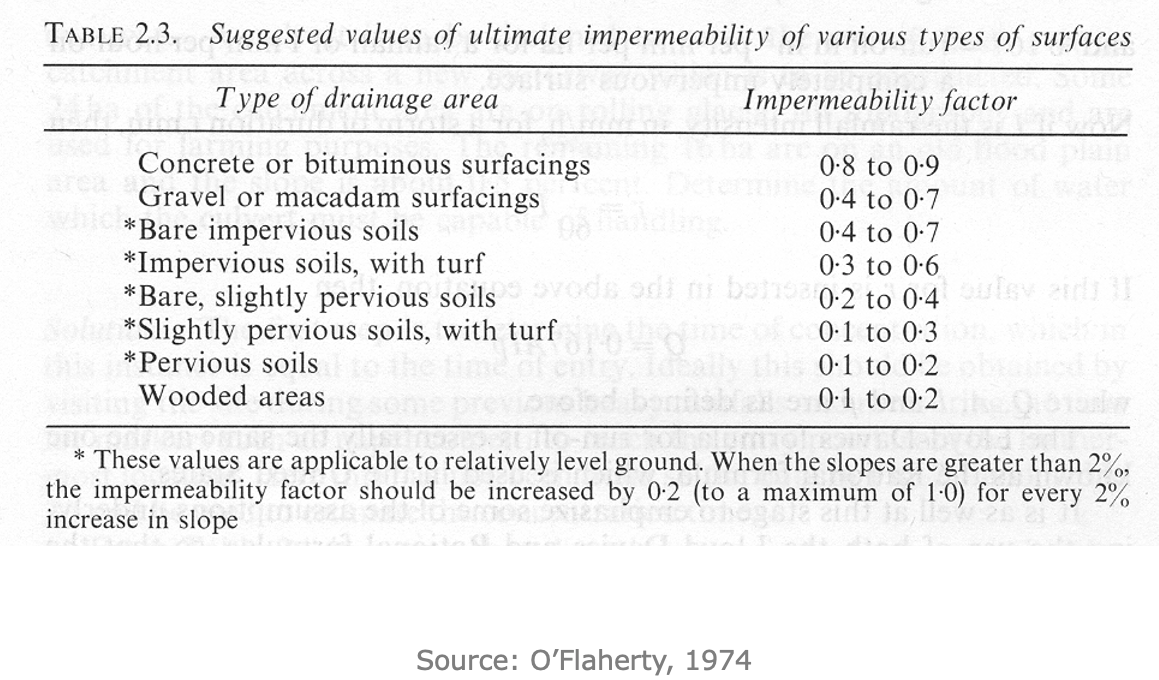 TABLE 2.3. Suggested values of ultimate impermeability of various types of surfaces
Type of drainage area Impermeability factor
Concrete or bituminous surfacings 0·8 to 0·9
Gravel or macadam surfacings 0·4 to 0·7
*Bare impervious soils 0·4 to 0·7
*Impervious soils, with turf 0·3 to 0·6
*Bare, slightly pervious soils 0·2 to 0·4
*Slightly pervious soils, with turf 0·1 to 0·3
*Pervious soils 0·1 to 0·2
Wooded areas 0·1 to 0·2
* These values are applicable to relatively level ground. When the slopes are greater than 2%,
the impermeability factor should be increased by 0·2 (to a maximum of 1·0) for every 2%
increase in slope
Source: O’Flaherty, 1974